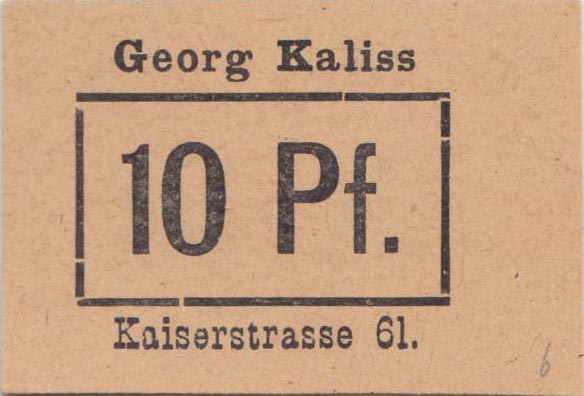 Georg Kaliss
10 Pf.
Kaiserstrasse 61.
6